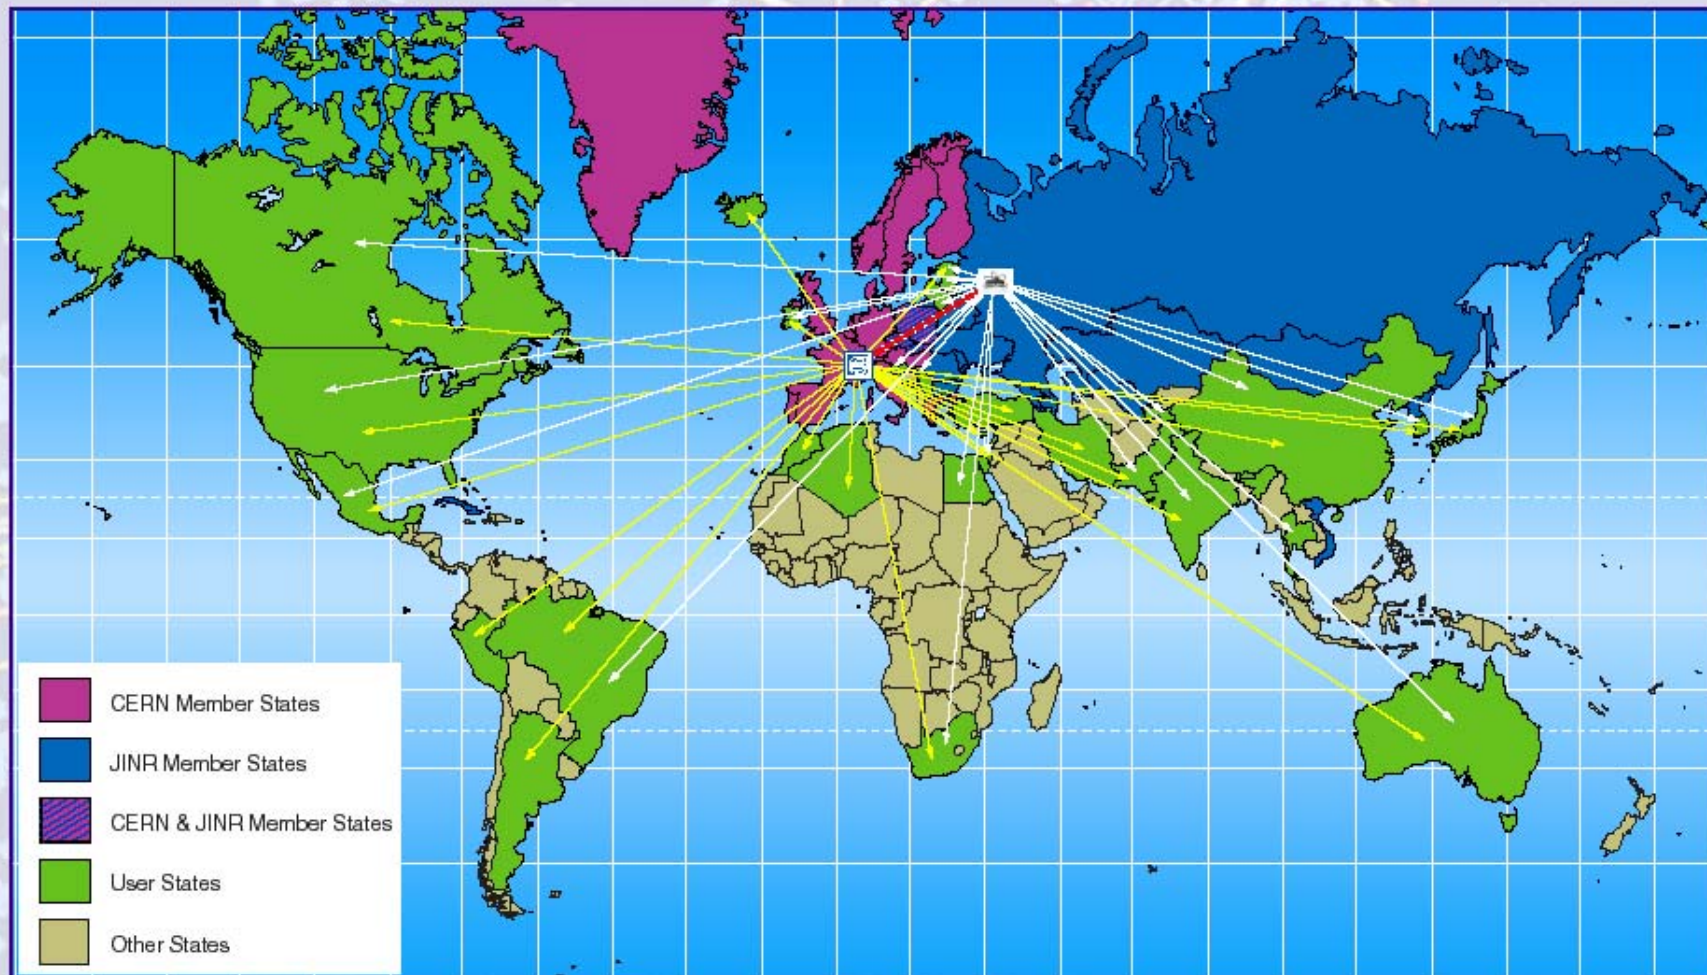 CERN Member States
JINR Member States
CERN & JINR Member States
User States
Other States